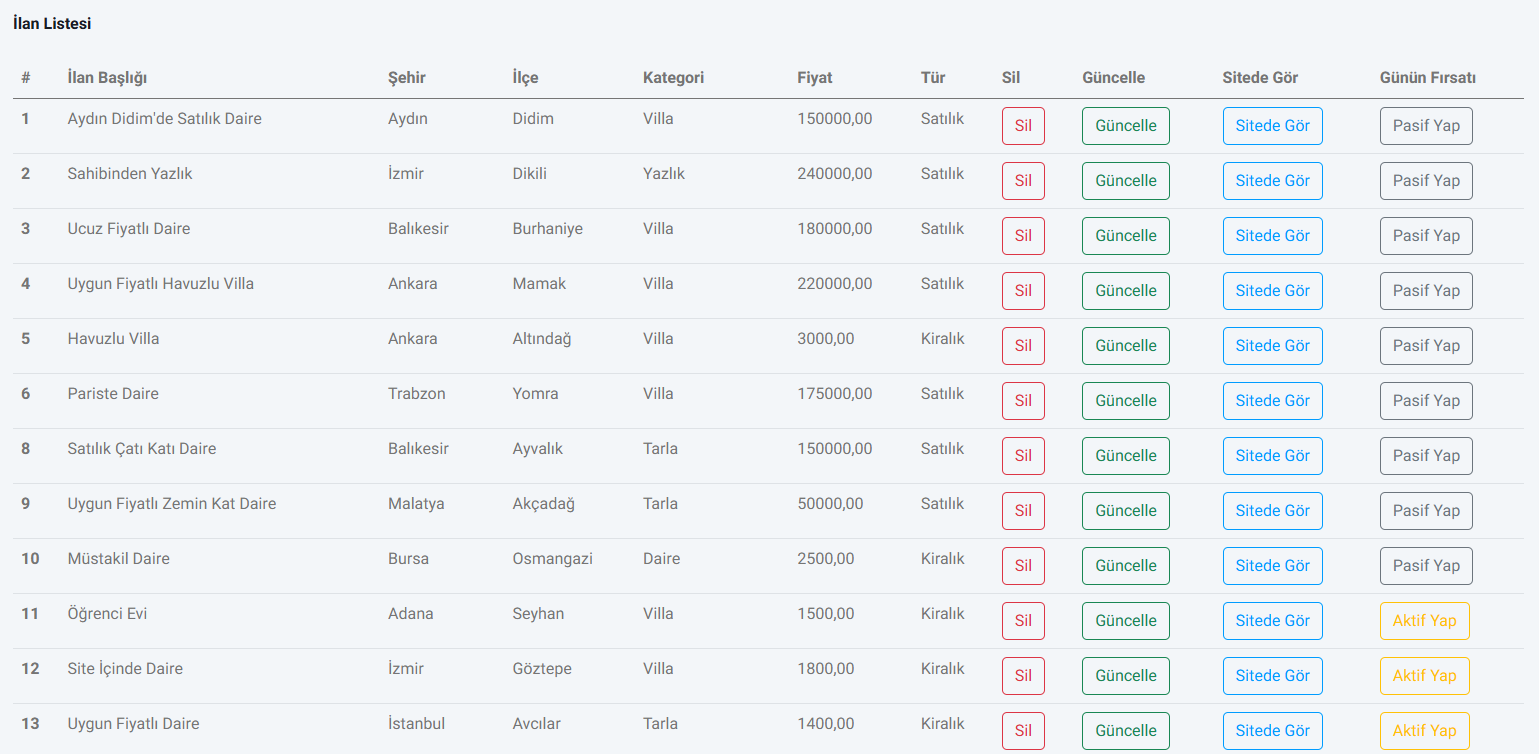 İlan Listesi
# İlan Başlığı Şehir İlçe Kategori Fiyat Tür Sil Güncelle Sitede Gör Günün Fırsatı
1 Aydın Didim'de Satılık Daire Aydın Didim Villa 150000,00 Satılık Sil Güncelle Sitede Gör Pasif Yap
2 Sahibinden Yazlık İzmir Dikili Yazlık 240000,00 Satılık Sil Güncelle Sitede Gör Pasif Yap
3 Ucuz Fiyatlı Daire Balıkesir Burhaniye Villa 180000,00 Satılık Sil Güncelle Sitede Gör Pasif Yap
4 Uygun Fiyatlı Havuzlu Villa Ankara Mamak Villa 220000,00 Satılık Sil Güncelle Sitede Gör Pasif Yap
5 Havuzlu Villa Ankara Altındağ Villa 3000,00 Kiralık Sil Güncelle Sitede Gör Pasif Yap
6 Pariste Daire Trabzon Yomra Villa 175000,00 Satılık Sil Güncelle Sitede Gör Pasif Yap
8 Satılık Çatı Katı Daire Balıkesir Ayvalık Tarla 150000,00 Satılık Sil Güncelle Sitede Gör Pasif Yap
9 Uygun Fiyatlı Zemin Kat Daire Malatya Akçadağ Tarla 50000,00 Satılık Sil Güncelle Sitede Gör Pasif Yap
10 Müstakil Daire Bursa Osmangazi Daire 2500,00 Kiralık Sil Güncelle Sitede Gör Pasif Yap
11 Öğrenci Evi Adana Seyhan Villa 1500,00 Kiralık Sil Güncelle Sitede Gör Aktif Yap
12 Site İçinde Daire İzmir Göztepe Villa 1800,00 Kiralık Sil Güncelle Sitede Gör Aktif Yap
13 Uygun Fiyatlı Daire İstanbul Avcılar Tarla 1400,00 Kiralık Sil Güncelle Sitede Gör Aktif Yap